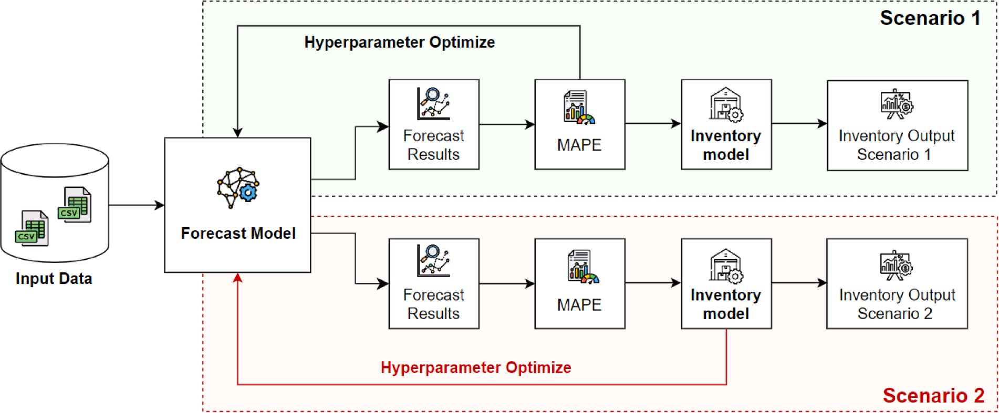 Scenario 1
Hyperparameter Optimize
Forecast
Results
MAPE
Inventory
model
Inventory Output
Scenario 1
CSV
CSV
Input Data
Forecast Model
Forecast
Results
MAPE
Inventory
model
Inventory Output
Scenario 2
Hyperparameter Optimize
Scenario 2